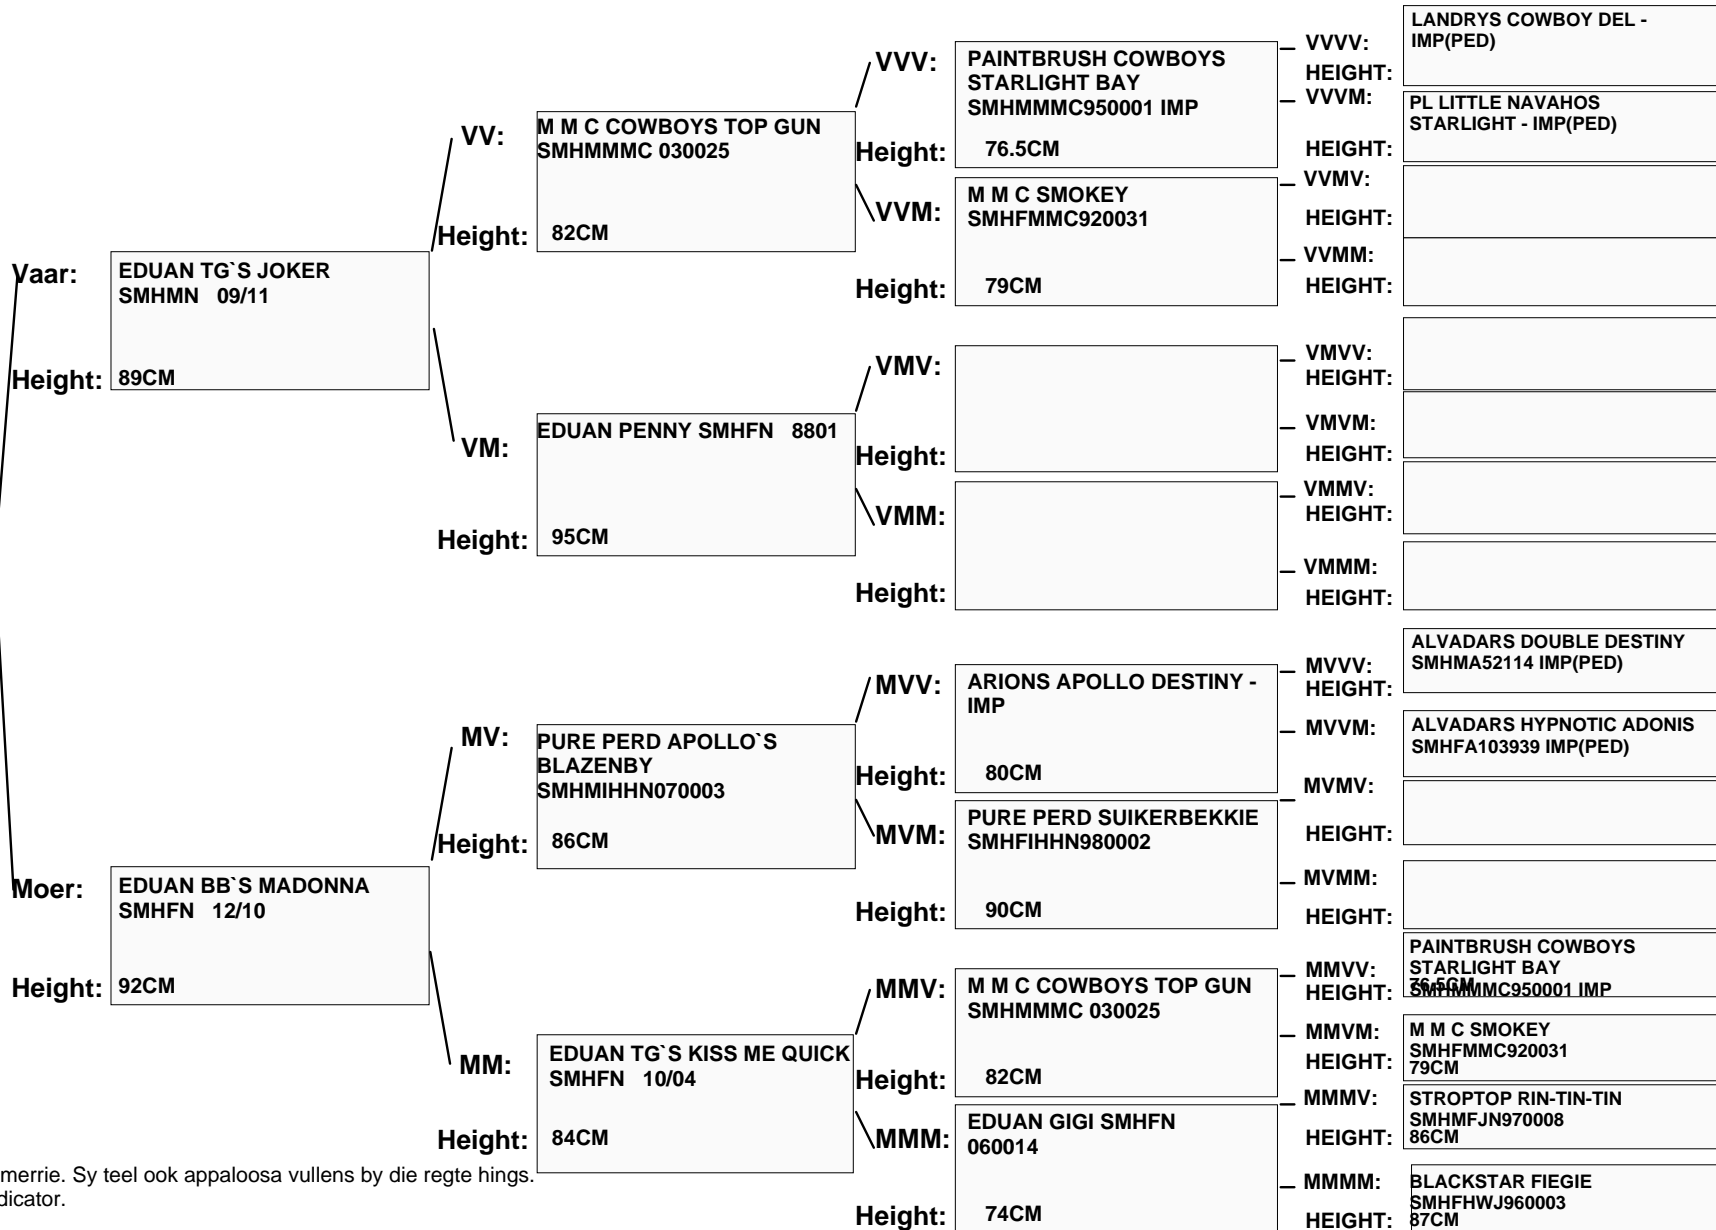 Vaar:
EDUAN TG`S JOKER
SMHMN 09/11
Height: 89CM
VV:
M M C COWBOYS TOP GUN
SMHMMMC 030025
Height: 82CM
VM:
EDUAN PENNY SMHFN 8801
Height: 95CM
VVV:
PAINTBRUSH COWBOYS
STARLIGHT BAY
SMHMMMC950001 IMP
Height: 76.5CM
VVM:
M M C SMOKEY
SMHFMMC920031
Height: 79CM
VMV:
Height:
VMM:
Height:
VVVV:
LANDRYS COWBOY DEL -
IMP(PED)
HEIGHT:
VVVM:
PL LITTLE NAVAHOS
STARLIGHT - IMP(PED)
HEIGHT:
VVMV:
HEIGHT:
VVMM:
HEIGHT:
VMVV:
HEIGHT:
VMVM:
HEIGHT:
VMMV:
HEIGHT:
VMMM:
HEIGHT:
Moer:
EDUAN BB`S MADONNA
SMHFN 12/10
Height: 92CM
MV:
PURE PERD APOLLO`S
BLAZENBY
SMHMIHHN070003
Height: 86CM
MM:
EDUAN TG`S KISS ME QUICK
SMHFN 10/04
Height: 84CM
MVV:
ARIONS APOLLO DESTINY -
IMP
Height: 80CM
MVM:
PURE PERD SUIKERBEKKIE
SMHFIHHN980002
Height: 90CM
MMV:
M M C COWBOYS TOP GUN
SMHMMMC 030025
Height: 82CM
MMM:
EDUAN GIGI SMHFN
060014
Height: 74CM
MVVV:
ALVADARS DOUBLE DESTINY
SMHMA52114 IMP(PED)
HEIGHT:
MVVM:
ALVADARS HYPNOTIC ADONIS
SMHFA103939 IMP(PED)
MVMV:
HEIGHT:
MVMM:
HEIGHT:
MMVV:
PAINTBRUSH COWBOYS
STARLIGHT BAY
SMHMMMC950001 IMP
HEIGHT: 76.5CM
MMVM:
M M C SMOKEY
SMHFMMC920031
HEIGHT: 79CM
MMMV:
STROPTOP RIN-TIN-TIN
SMHMFJN970008
HEIGHT: 86CM
MMMM:
BLACKSTAR FIEGIE
SMHFHWJ960003
HEIGHT: 87CM
merrie. Sy teel ook appaloosa vullens by die regte hings.
dicator.